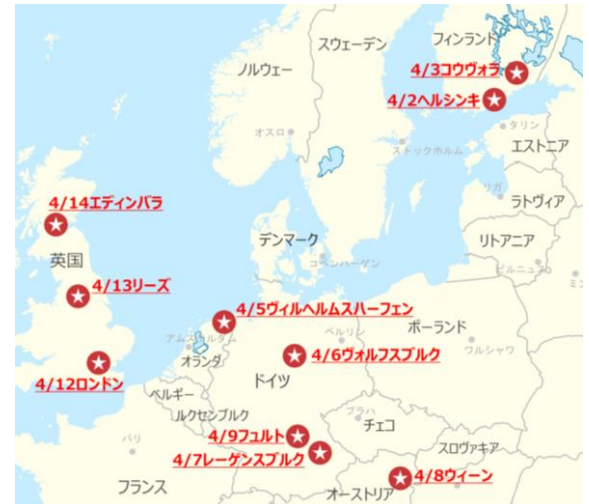 スウェーデン
フィンランド
ノルウェー
4/3コウヴォラ
4/2ヘルシンキ
オスロ
タリン
ストックホルム
エストニア
リガ
ラトヴィア
4/14エディンバラ
デンマーク
リトアニア
英国
コペンハーゲン
ビルニュス
4/13リーズ
4/5ヴィルヘルムスハーフェン
アムステルダム
ベルリン
ポーランド
オランダ
4/6ヴォルフスブルク
ワルシャワ
4/12ロンドン
ドイツ
ベルギー
ルクセンブルク
プラハ
チェコ
4/9フュルト
パリ
4/7レーゲンスブルク
スロヴァキア
4/8ウィーン
フランス
オーストリア